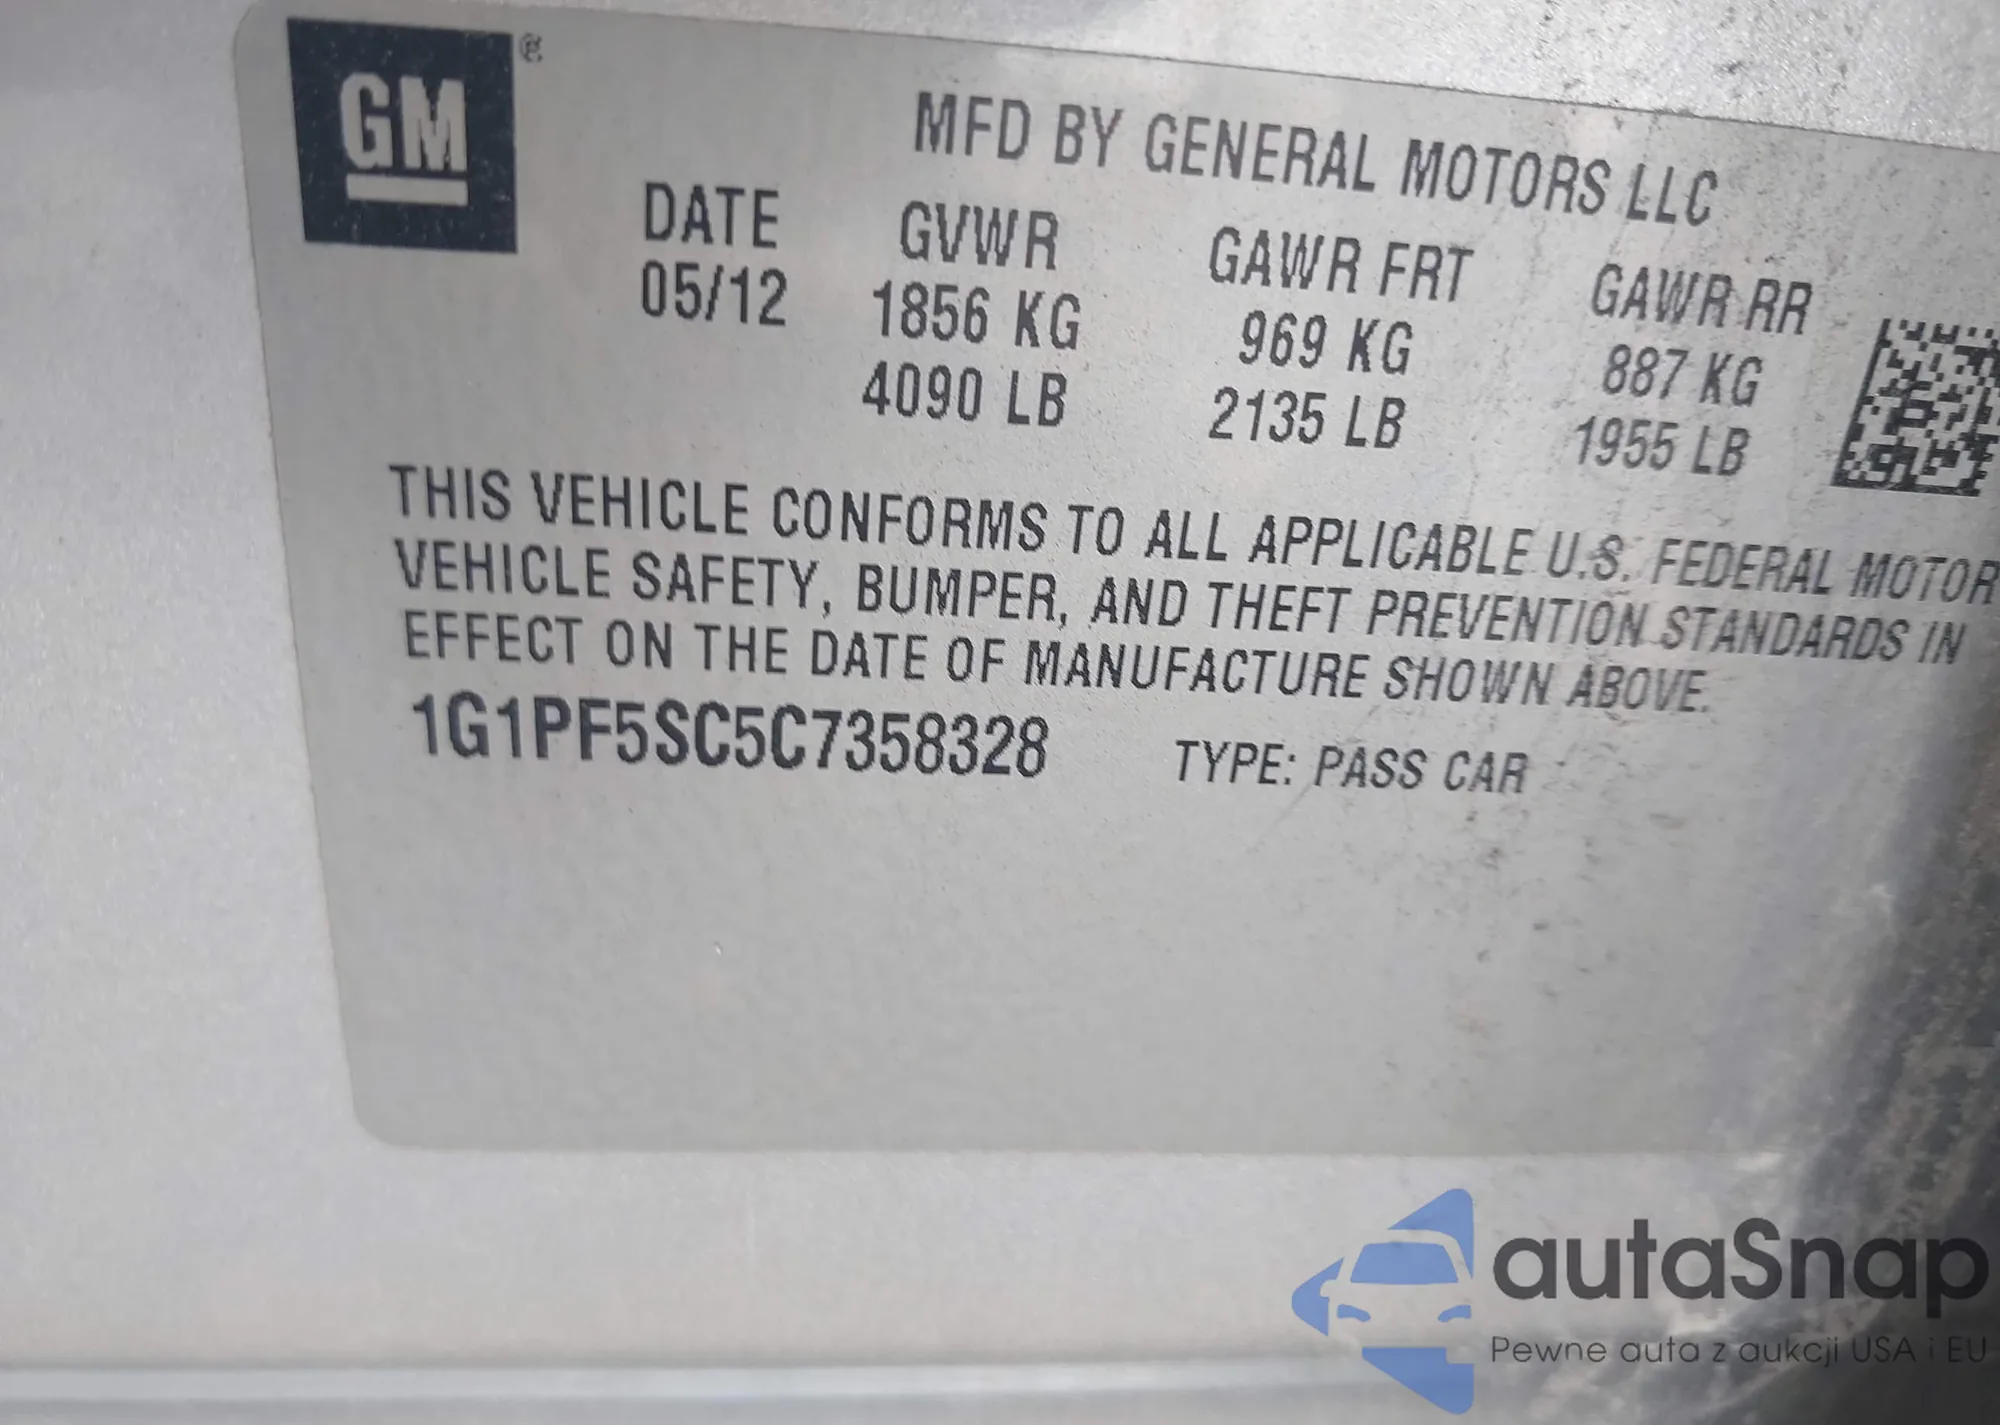 GM ®
MFD BY GENERAL MOTORS LLC
DATE GVWR GAWR FRT GAWR RR
05/12 1856 KG 969 KG 887 KG
4090 LB 2135 LB 1955 LB
THIS VEHICLE CONFORMS TO ALL APPLICABLE U.S. FEDERAL MOTOR
VEHICLE SAFETY, BUMPER, AND THEFT PREVENTION STANDARDS IN
EFFECT ON THE DATE OF MANUFACTURE SHOWN ABOVE.
1G1PF5SC5C7358328 TYPE: PASS CAR
autaSnap
Pewne auta z aukcji USA i EU